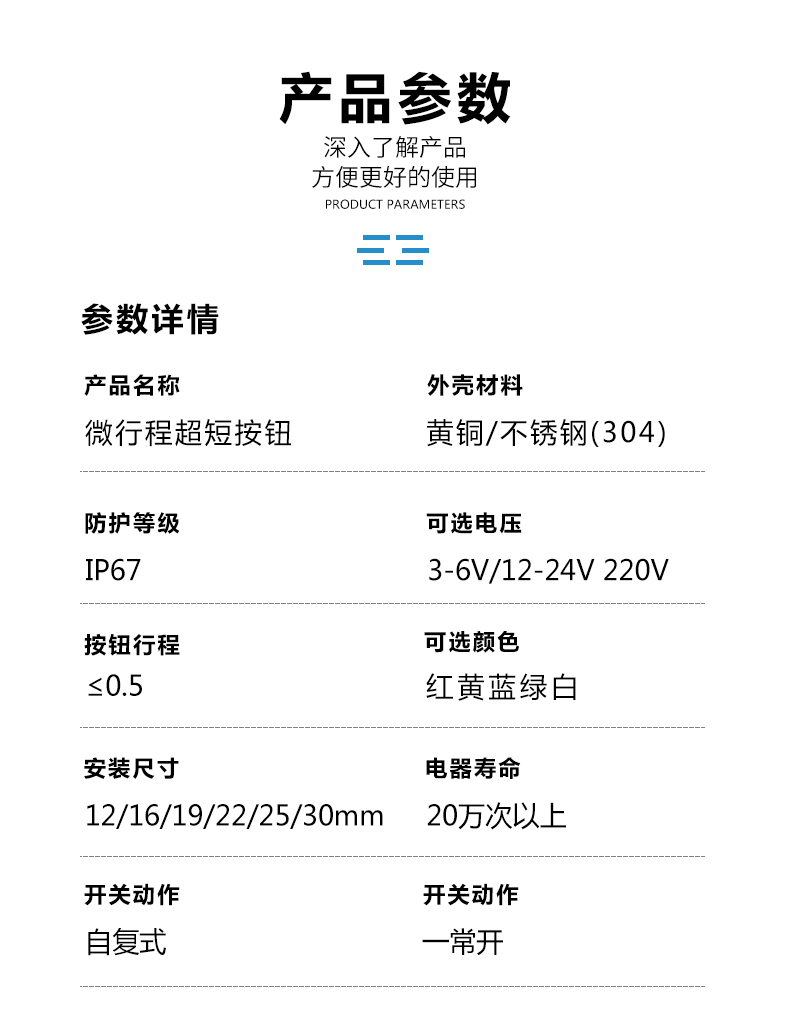 产品参数
深入了解产品
方便更好的使用
PRODUCT PARAMETERS
参数详情
产品名称
外壳材料
微行程超短按钮
黄铜/不锈钢(304)
防护等级
可选电压
IP67
3-6V/12-24V 220V
按钮行程
可选颜色
≤0.5
红黄蓝绿白
安装尺寸
电器寿命
12/16/19/22/25/30mm
20万次以上
开关动作
开关动作
自复式
一常开